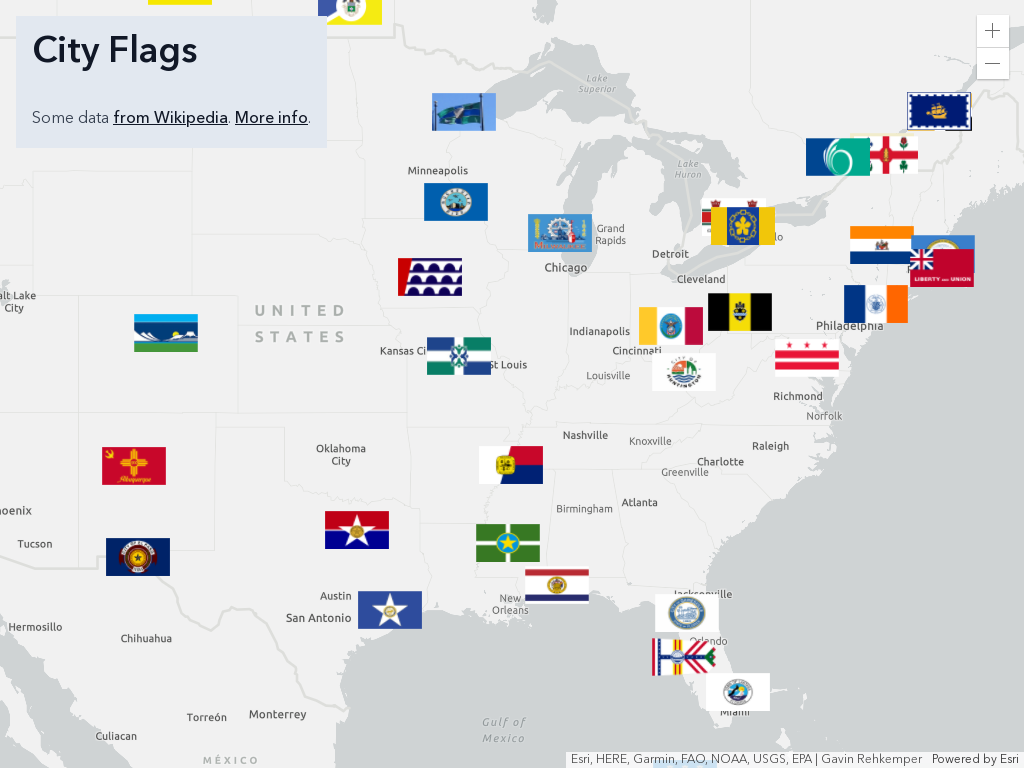 City Flags
Some data from Wikipedia. More info.
Lake
Superior
Minneapolis
Lake
Huron
Grand
Rapids
Detroit
Chicago
Cleveland
alt Lake
City
UNITED
STATES
Philadelphia
LIBERTY AND UNION
Indianapolis
Cincinnati
Kansas Ci
St Louis
Louisville
Richmond
Norfolk
Nashville
Knoxville
Raleigh
Charlotte
Greenville
Oklahoma
City
Albuquerque
Birmingham
Atlanta
oenix
Tucson
Austin
San Antonio
New
Orleans
Jacksonville
Orlando
Miami
Hermosillo
Chihuahua
Torreón
Monterrey
Culiacan
MÉXICO
Gulf of
Mexico
Esri, HERE, Garmin, FAO, NOAA, USGS, EPA | Gavin Rehkemper
Powered by Esri